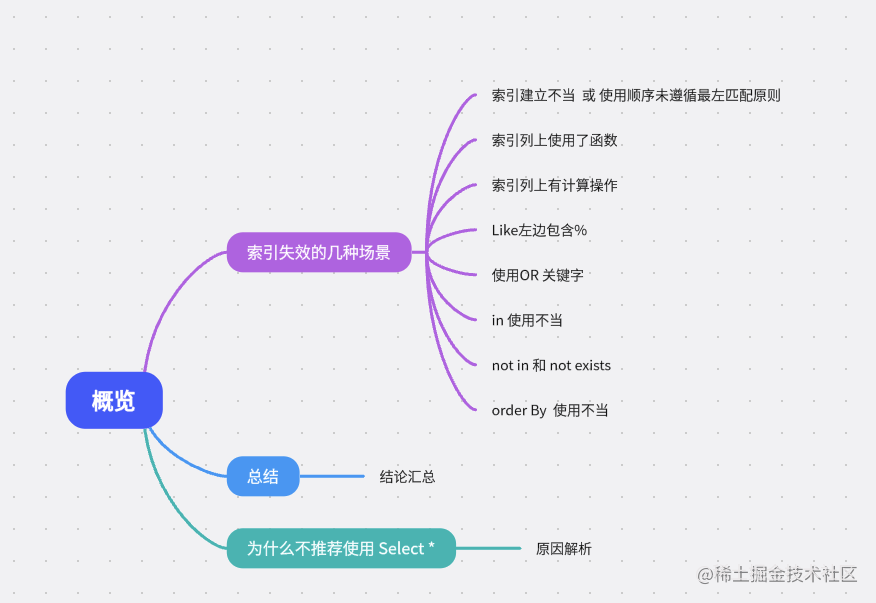 索引建立不当 或 使用顺序未遵循最左匹配原则
索引列上使用了函数
索引列上有计算操作
Like左边包含%
索引失效的几种场景
使用OR 关键字
in 使用不当
not in 和 not exists
概览
order By 使用不当
总结
结论汇总
为什么不推荐使用 Select *
原因解析
@稀土掘金技术社区